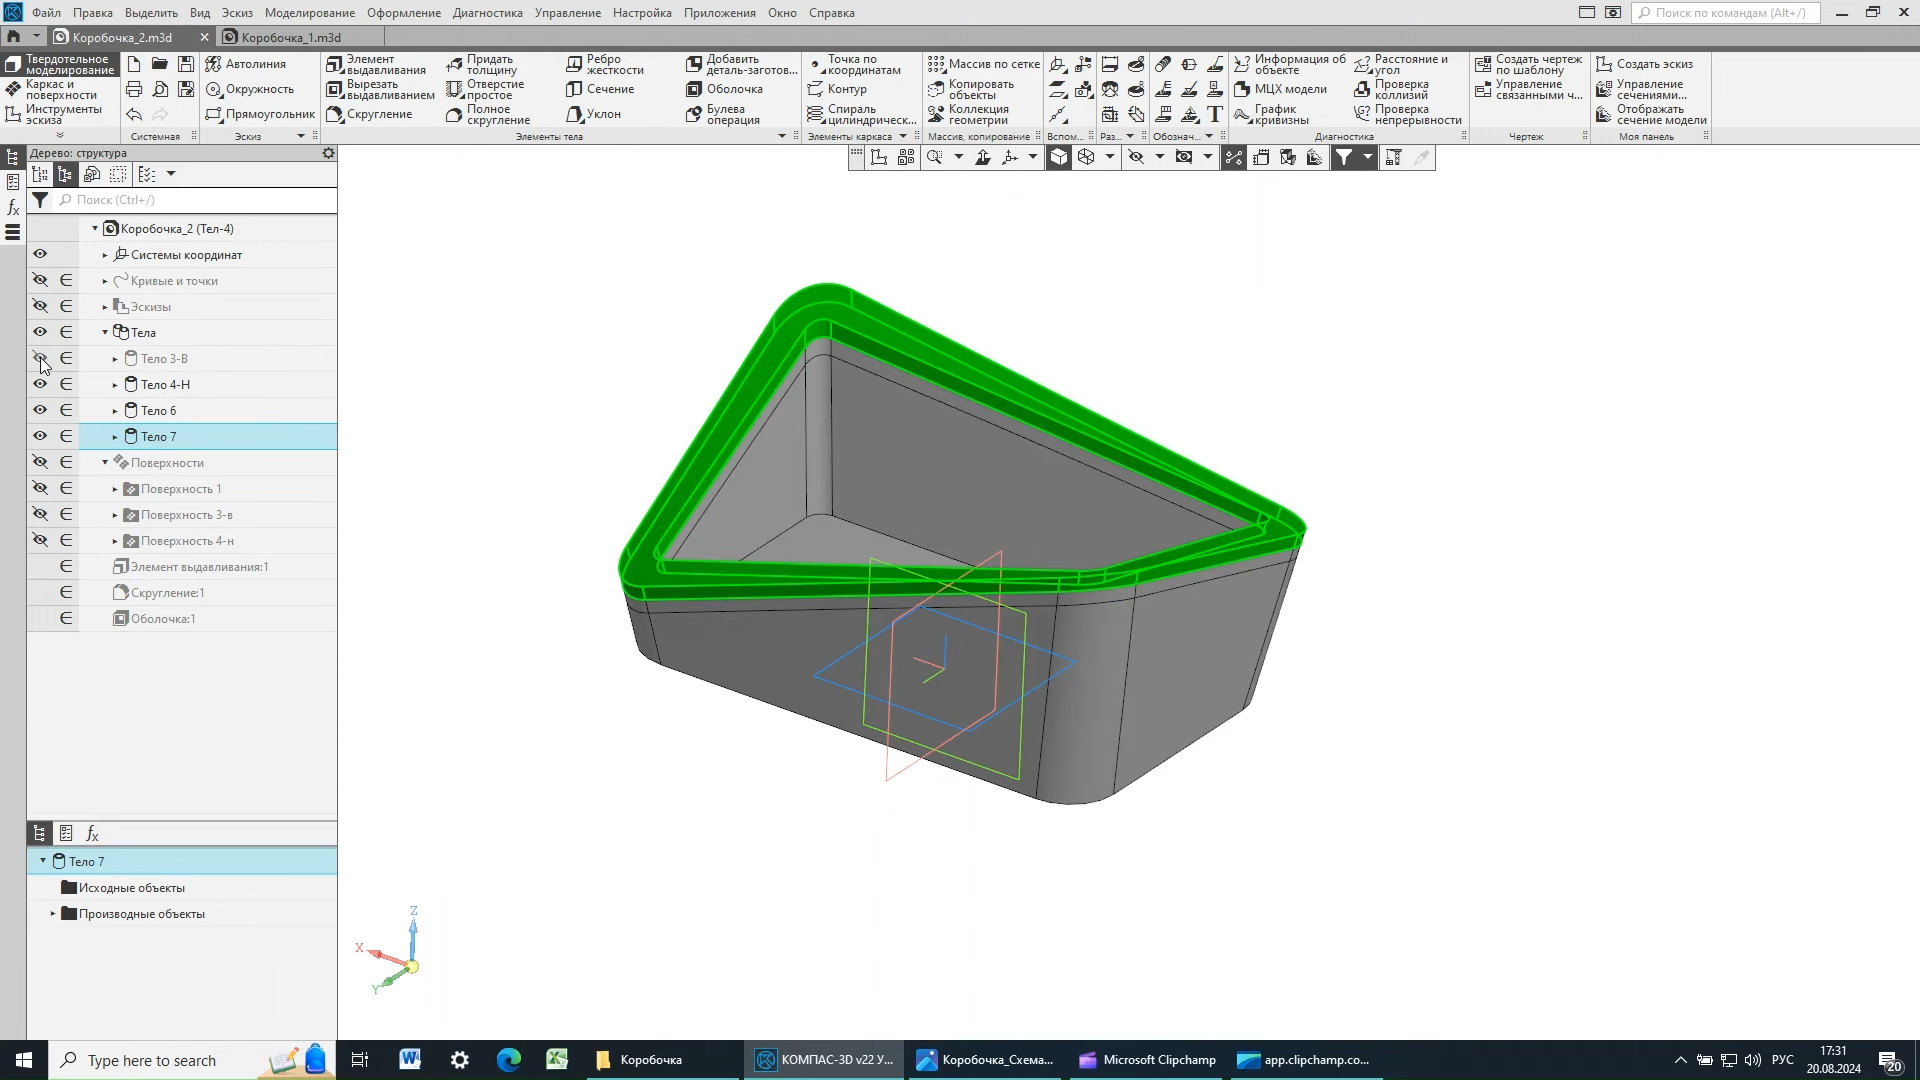 Файл Правка Выделить Вид Эскиз Моделирование Оформление Диагностика Управление Настройка Приложения Окно Справка
Поиск по командам (Alt+/)
Коробочка_2.m3d
Коробочка_1.m3d
Твердотельное моделирование
Каркас и поверхности
Инструменты эскиза
Системная
Автолиния
Окружность
Прямоугольник
Эскиз
Элемент выдавливания
Вырезать выдавливанием
Скругление
Придать толщину
Отверстие простое
Полное скругление
Ребро жесткости
Сечение
Уклон
Добавить деталь-заготов...
Оболочка
Булева операция
Элементы тела
Точка по координатам
Контур
Спираль цилиндрическ...
Элементы каркаса
Массив по сетке
Копировать объекты
Коллекция геометрии
Массив, копирование
Вспом...
Раз...
Обознач...
Информация об объекте
МЦХ модели
График кривизны
Расстояние и угол
Проверка коллизий
Проверка непрерывности
Диагностика
Создать чертеж по шаблону
Управление связанными ч...
Чертеж
Создать эскиз
Управление сечениями...
Отображать сечение модели
Моя панель
Дерево: структура
Поиск (Ctrl+/)
Коробочка_2 (Тел-4)
Системы координат
Кривые и точки
Эскизы
Тела
Тело 3-В
Тело 4-Н
Тело 6
Тело 7
Поверхности
Поверхность 1
Поверхность 3-в
Поверхность 4-н
Элемент выдавливания:1
Скругление:1
Оболочка:1
Тело 7
Исходные объекты
Производные объекты
Z
X
Y
Type here to search
Коробочка
КОМПАС-3D v22 У...
Коробочка_Схема...
Microsoft Clipchamp
app.clipchamp.co...
РУС
17:31
20.08.2024
20